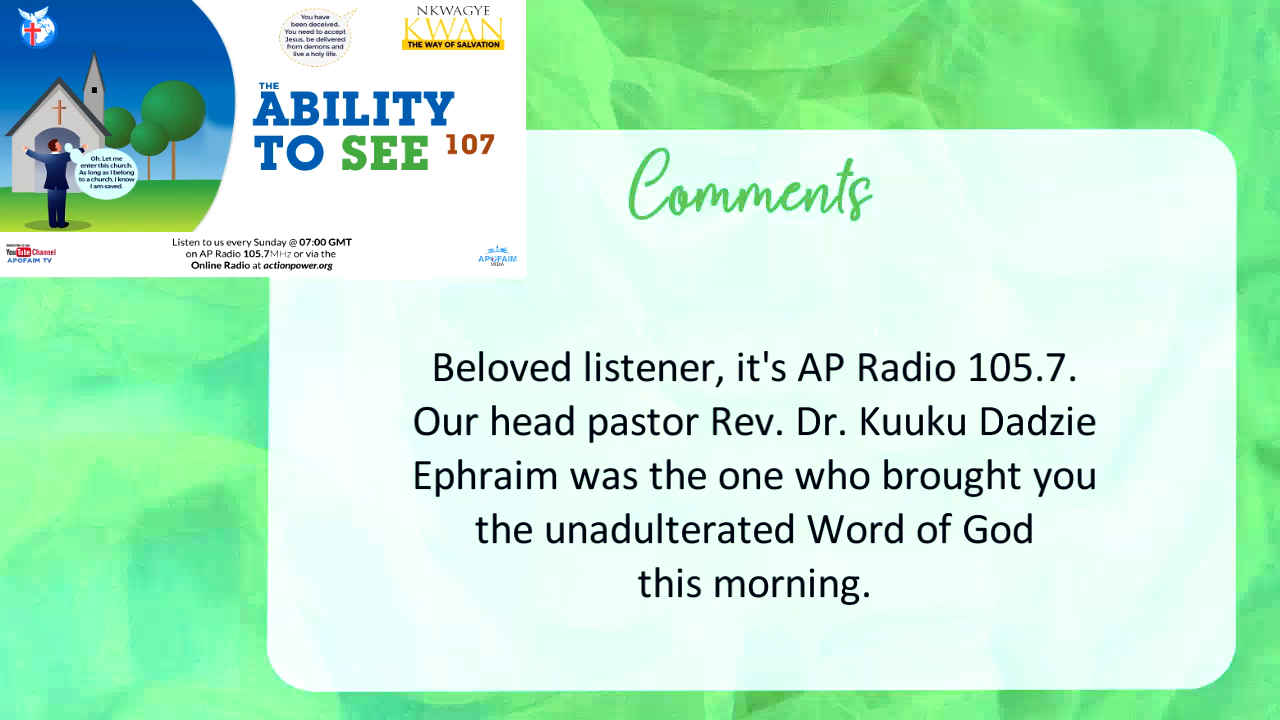 You have
been deceived.
You need to accept
Jesus, be delivered
from demons and
live a holy life.
NKWAGYE
KWAN
THE WAY OF SALVATION
THE
ABILITY
TO SEE 107
Oh. Let me
enter this church.
As long as I belong
to a church, I know
I am saved.
YouTube Channel
APOFAIM TV
Listen to us every Sunday @ 07:00 GMT
on AP Radio 105.7MHz or via the
Online Radio at actionpower.org
APOFAIM
MEDIA
Comments
Beloved listener, it's AP Radio 105.7.
Our head pastor Rev. Dr. Kuuku Dadzie
Ephraim was the one who brought you
the unadulterated Word of God
this morning.